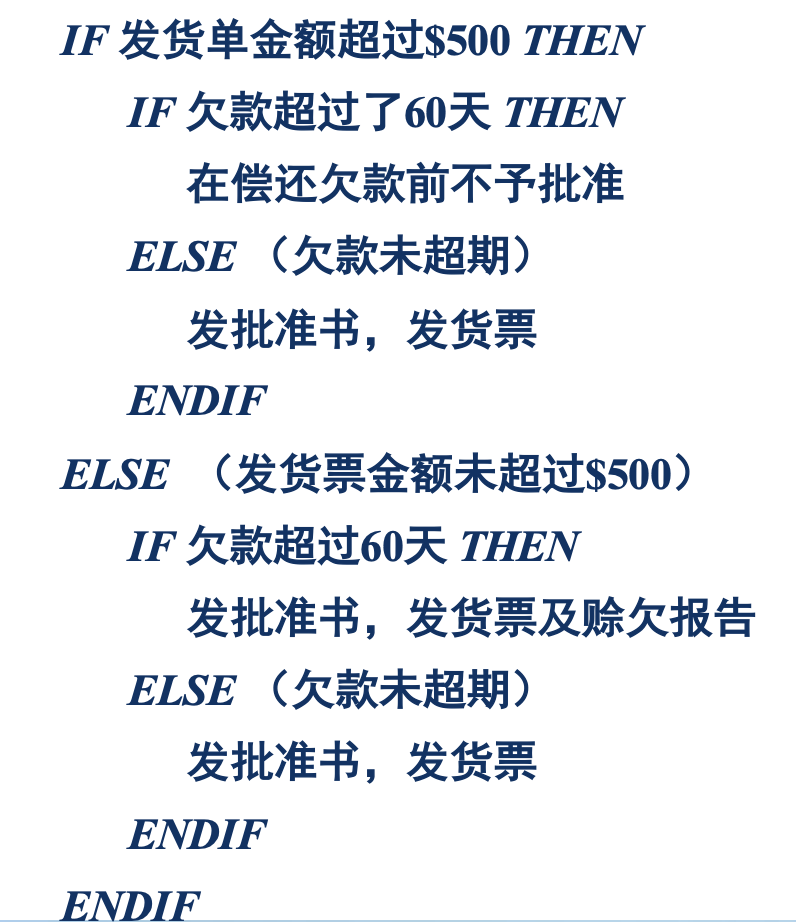 IF 发货单金额超过$500 THEN
IF 欠款超过了60天 THEN
在偿还欠款前不予批准
ELSE （欠款未超期）
发批准书，发货票
ENDIF
ELSE （发货票金额未超过$500）
IF 欠款超过60天 THEN
发批准书，发货票及赊欠报告
ELSE （欠款未超期）
发批准书，发货票
ENDIF
ENDIF